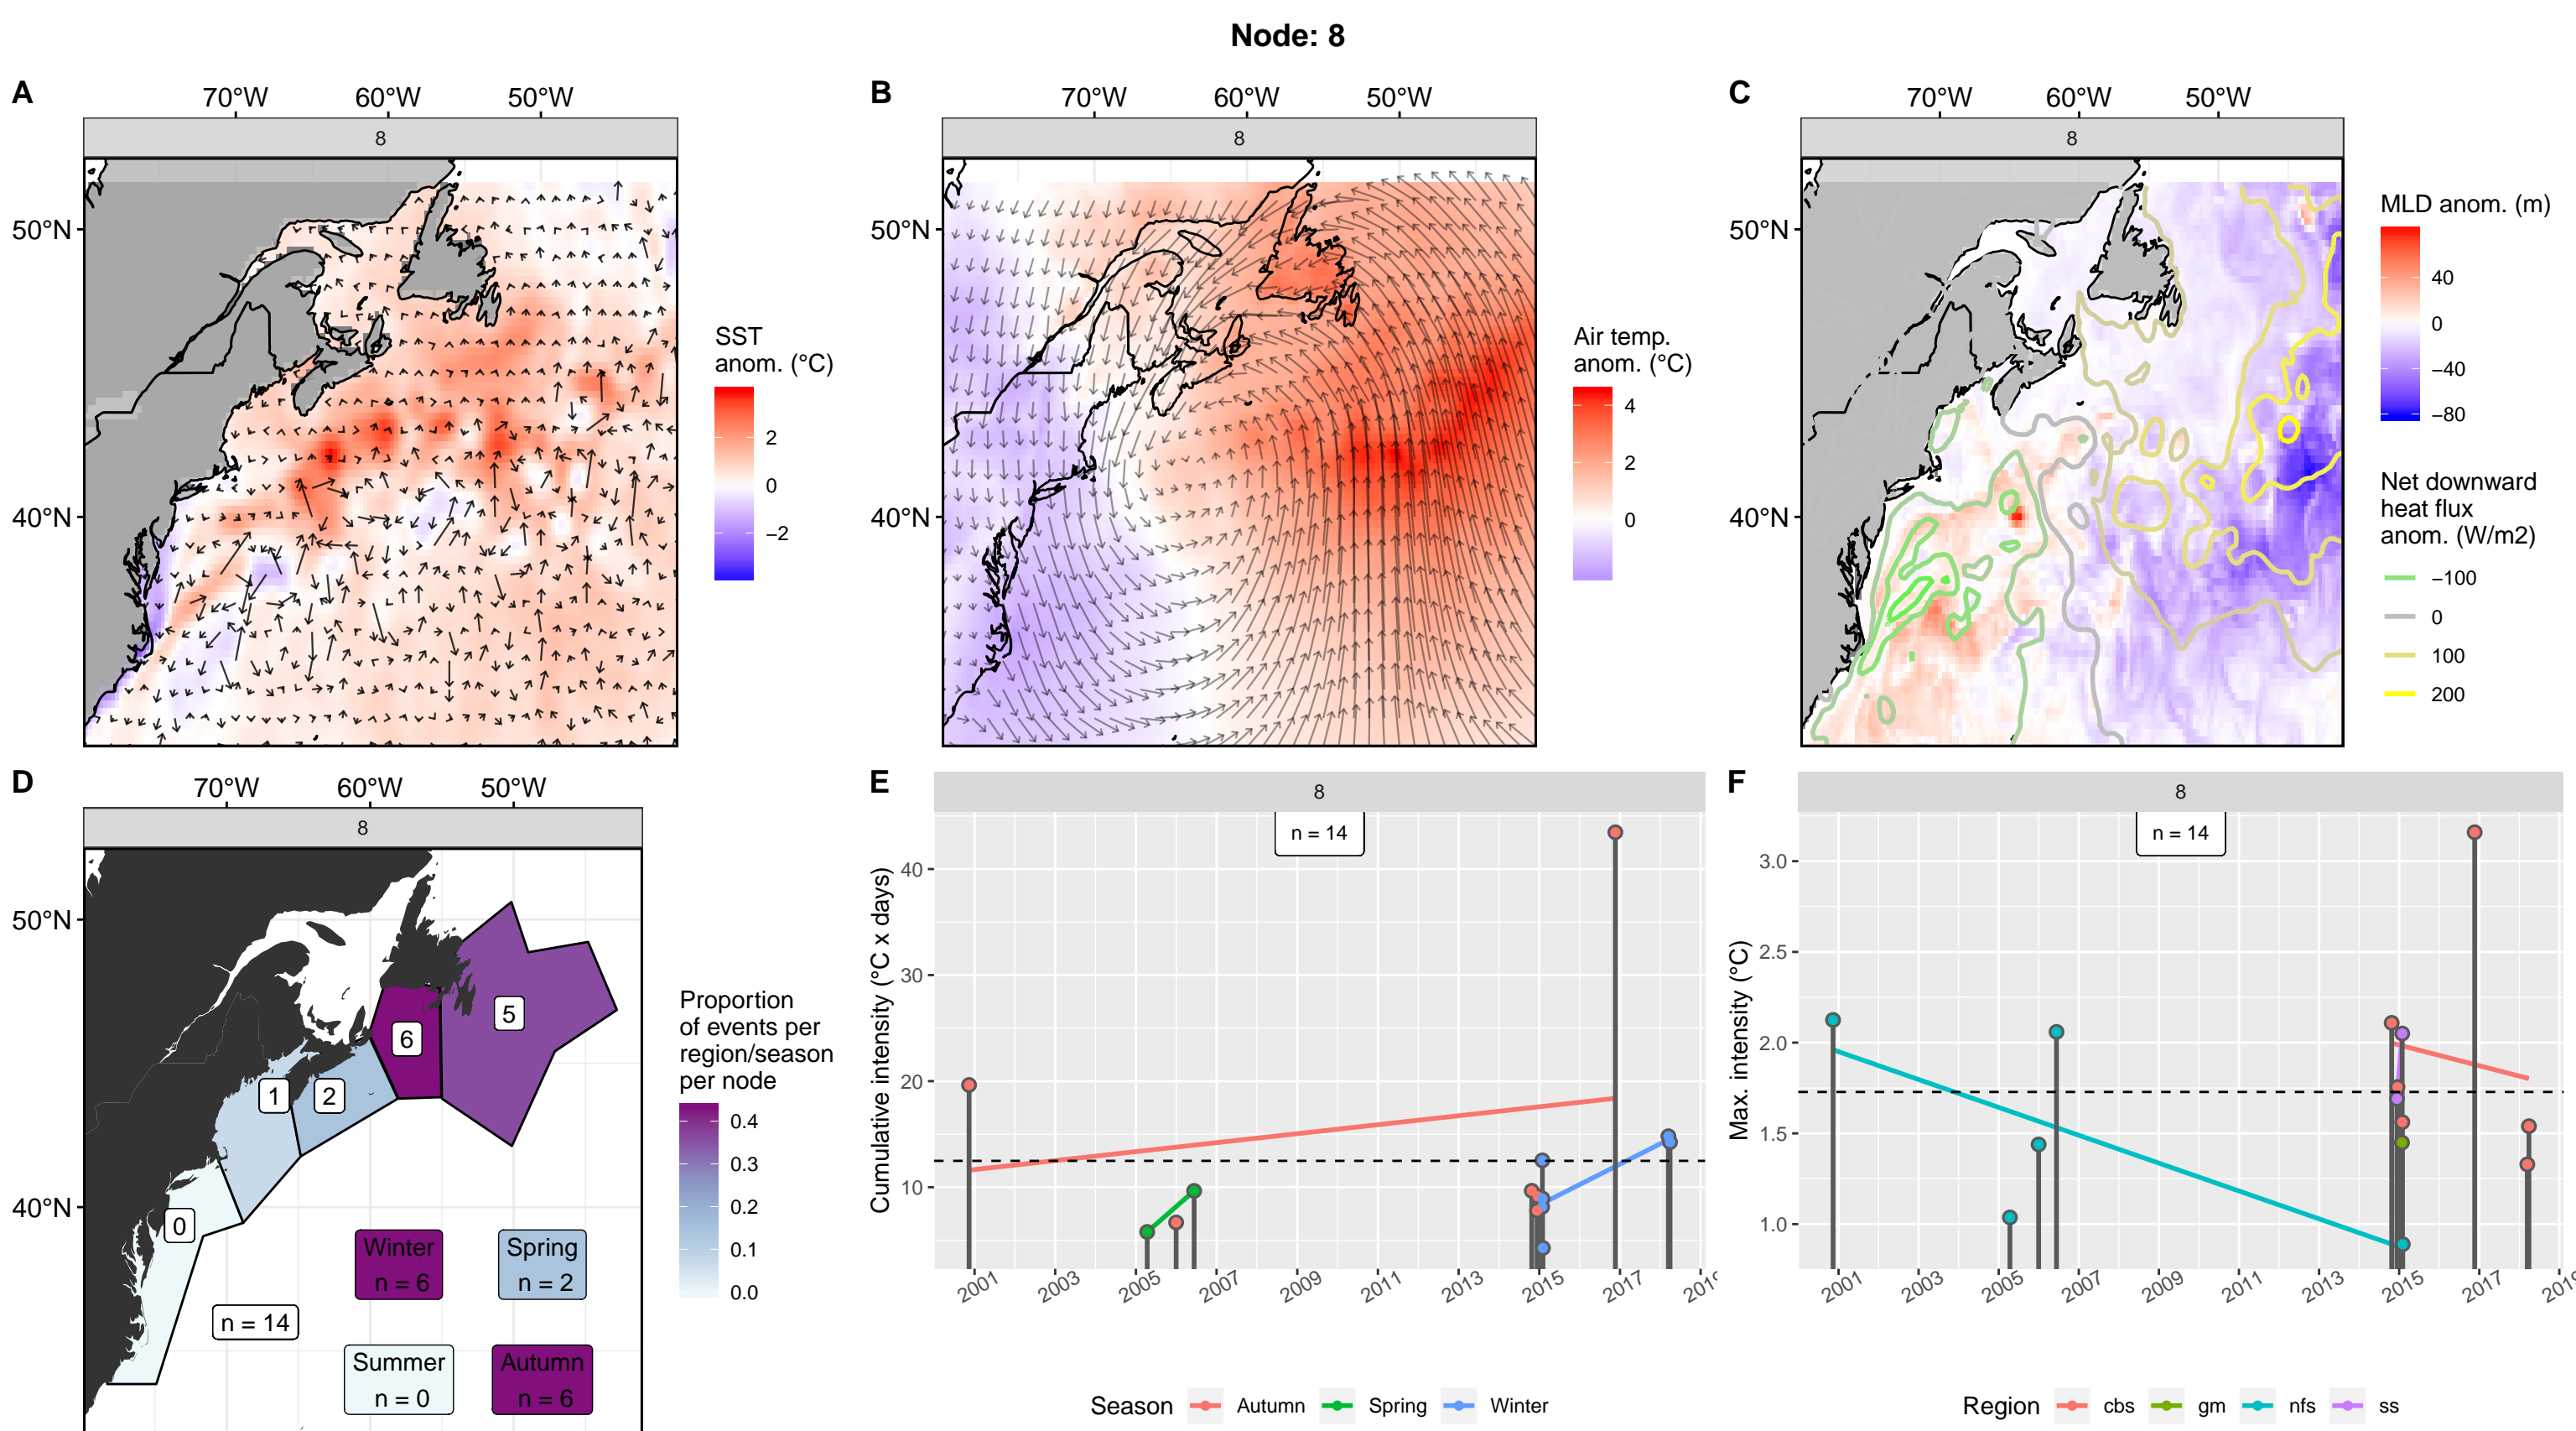 Node: 8
A
70°W 60°W 50°W
8
50°N
40°N
SST
anom. (°C)
2
0
−2
B
70°W 60°W 50°W
8
50°N
40°N
Air temp.
anom. (°C)
4
2
0
C
70°W 60°W 50°W
8
50°N
40°N
MLD anom. (m)
40
0
−40
−80
Net downward
heat flux
anom. (W/m2)
−100
0
100
200
D
70°W 60°W 50°W
8
50°N
40°N
6
5
1
2
0
Winter
n = 6
Spring
n = 2
n = 14
Summer
n = 0
Autumn
n = 6
Proportion
of events per
region/season
per node
0.4
0.3
0.2
0.1
0.0
E
8
n = 14
Cumulative intensity (°C x days)
40
30
20
10
2001 2003 2005 2007 2009 2011 2013 2015 2017
Season Autumn Spring Winter
F
8
n = 14
Max. intensity (°C)
3.0
2.5
2.0
1.5
1.0
2001 2003 2005 2007 2009 2011 2013 2015 2017
Region cbs gm nfs ss